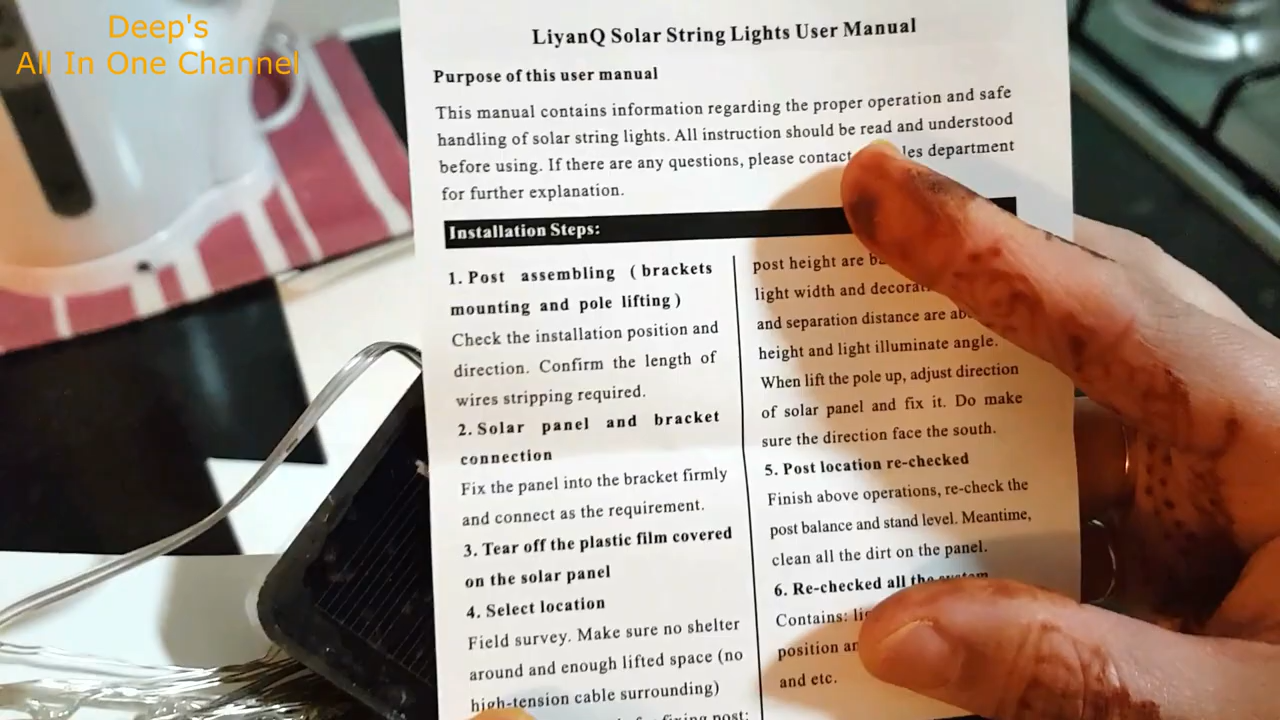 Deep's
All In One Channel
LiyanQ Solar String Lights User Manual
Purpose of this user manual
This manual contains information regarding the proper operation and safe
handling of solar string lights. All instruction should be read and understood
before using. If there are any questions, please contact department
for further explanation.
Installation Steps:
1. Post assembling ( brackets
mounting and pole lifting )
Check the installation position and
direction. Confirm the length of
wires stripping required.
2. Solar panel and bracket
connection
Fix the panel into the bracket firmly
and connect as the requirement.
3. Tear off the plastic film covered
on the solar panel
4. Select location
Field survey. Make sure no shelter
around and enough lifted space (no
high-tension cable surrounding)
fixing post:
post height are
light width and
and separation distance are
height and light illuminate angle.
When lift the pole up, adjust direction
of solar panel and fix it. Do make
sure the direction face the south.
5. Post location re-checked
Finish above operations, re-check the
post balance and stand level. Meantime,
clean all the dirt on the panel.
6. Re-checked all the system
Contains:
position
and etc.